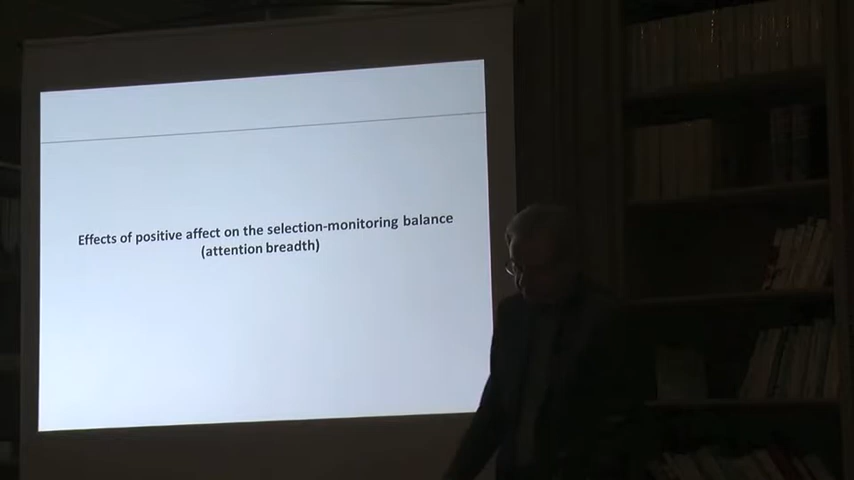 Effects of positive affect on the selection-monitoring balance
(attention breadth)